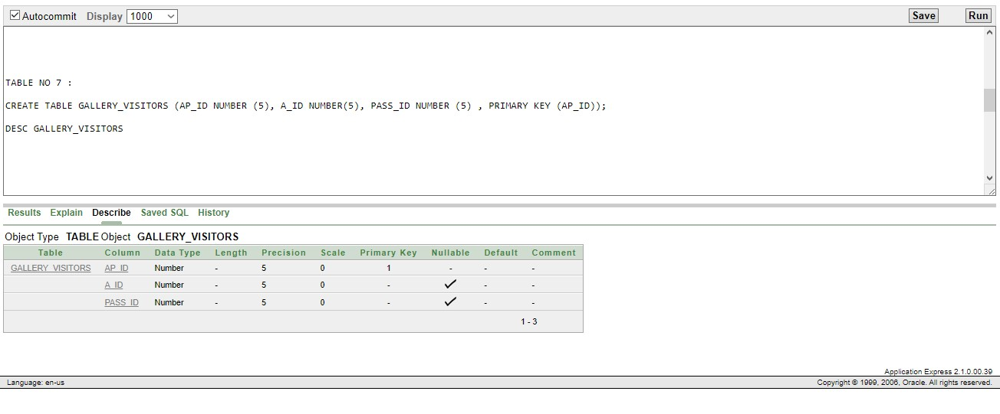 Autocommit Display 1000 Save Run
TABLE NO 7 :
CREATE TABLE GALLERY_VISITORS (AP_ID NUMBER (5), A_ID NUMBER(5), PASS_ID NUMBER (5) , PRIMARY KEY (AP_ID));
DESC GALLERY_VISITORS
Results Explain Describe Saved SQL History
Object Type TABLE Object GALLERY_VISITORS
Table Column Data Type Length Precision Scale Primary Key Nullable Default Comment
GALLERY_VISITORS AP_ID Number - 5 0 1 - - -
A_ID Number - 5 0 - ✓ - -
PASS_ID Number - 5 0 - ✓ - -
1 - 3
Application Express 2.1.0.00.39
Language: en-us Copyright © 1999, 2006, Oracle. All rights reserved.